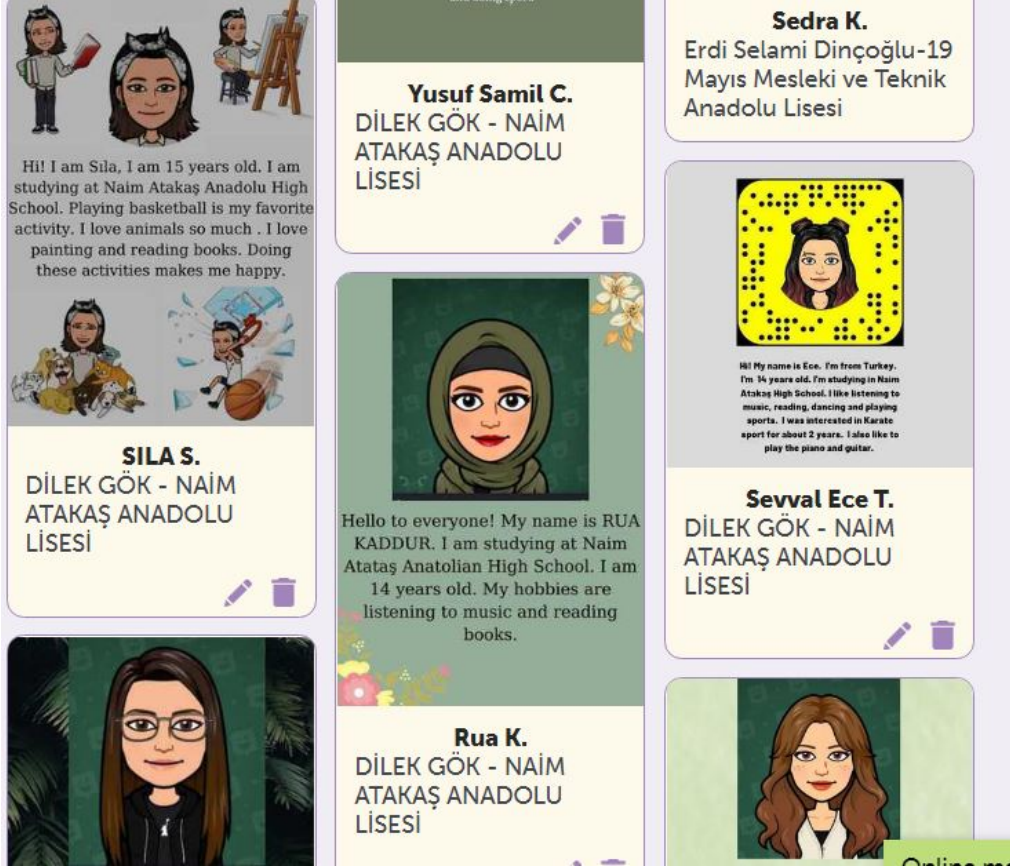 Hi! I am Sıla, I am 15 years old. I am
studying at Naim Atakaş Anadolu High
School. Playing basketball is my favorite
activity. I love animals so much . I love
painting and reading books. Doing
these activities makes me happy.
SILA S.
DİLEK GÖK - NAİM
ATAKAŞ ANADOLU
LİSESİ
Yusuf Samil C.
DİLEK GÖK - NAİM
ATAKAŞ ANADOLU
LİSESİ
Hello to everyone! My name is RUA
KADDUR. I am studying at Naim
Atataş Anatolian High School. I am
14 years old. My hobbies are
listening to music and reading
books.
Rua K.
DİLEK GÖK - NAİM
ATAKAŞ ANADOLU
LİSESİ
Sedra K.
Erdi Selami Dinçoğlu-19
Mayıs Mesleki ve Teknik
Anadolu Lisesi
Hi! My name is Ece. I'm from Turkey.
I'm 14 years old. I'm studying in Naim
Atakaş High School. I like listening to
music, reading, dancing and playing
sports. I was interested in Karate
sport for about 2 years. I also like to
play the piano and guitar.
Sevval Ece T.
DİLEK GÖK - NAİM
ATAKAŞ ANADOLU
LİSESİ